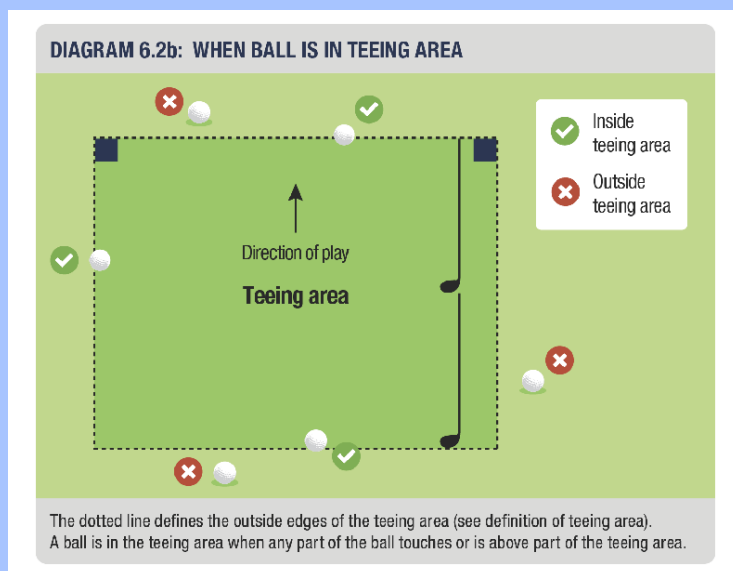 DIAGRAM 6.2b: WHEN BALL IS IN TEEING AREA
Inside
teeing area
Outside
teeing area
Direction of play
Teeing area
The dotted line defines the outside edges of the teeing area (see definition of teeing area).
A ball is in the teeing area when any part of the ball touches or is above part of the teeing area.